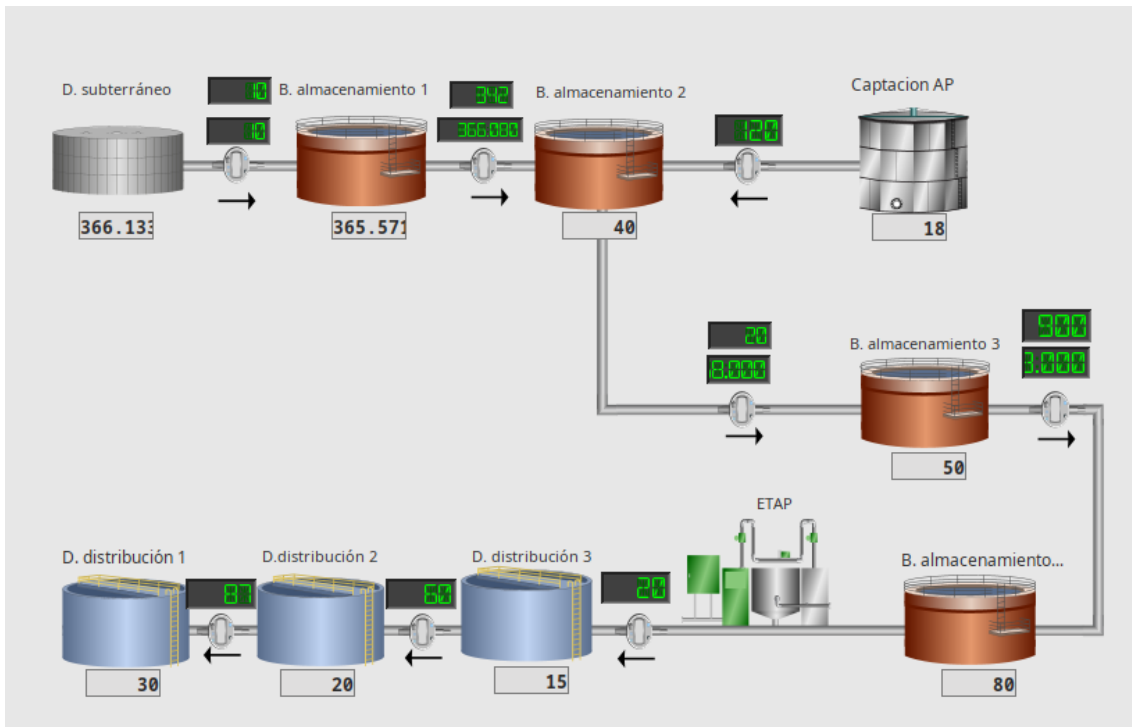 D. subterráneo
10
10
B. almacenamiento 1
342
366.080
B. almacenamiento 2
120
Captacion AP
366.133
365.571
40
18
20
8.000
B. almacenamiento 3
900
3.000
50
ETAP
D. distribución 1
87
D.distribución 2
60
D. distribución 3
20
B. almacenamiento...
30
20
15
80